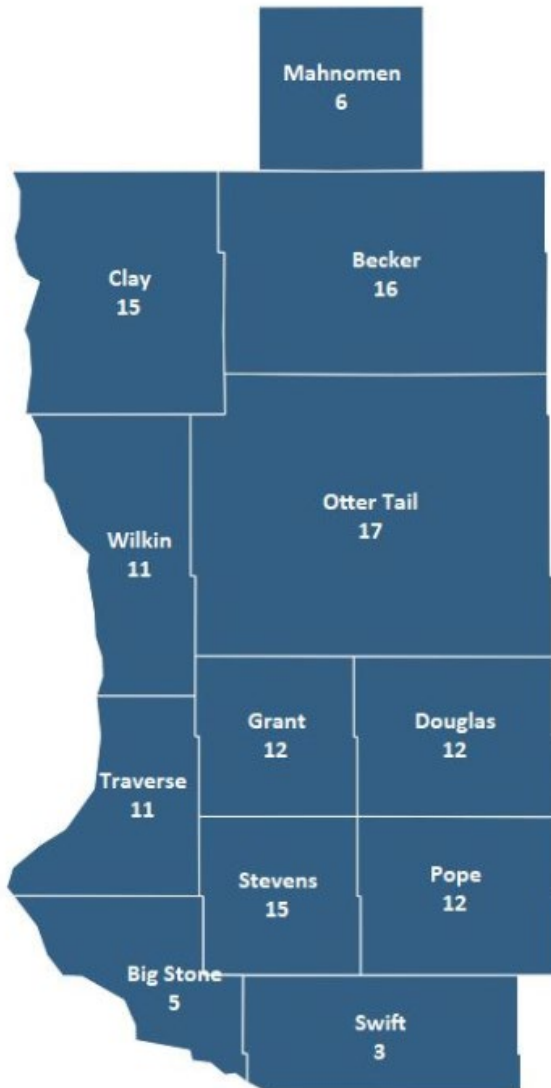 Mahnomen
6
Clay
15
Becker
16
Otter Tail
17
Wilkin
11
Grant
12
Douglas
12
Traverse
11
Stevens
15
Pope
12
Big Stone
5
Swift
3